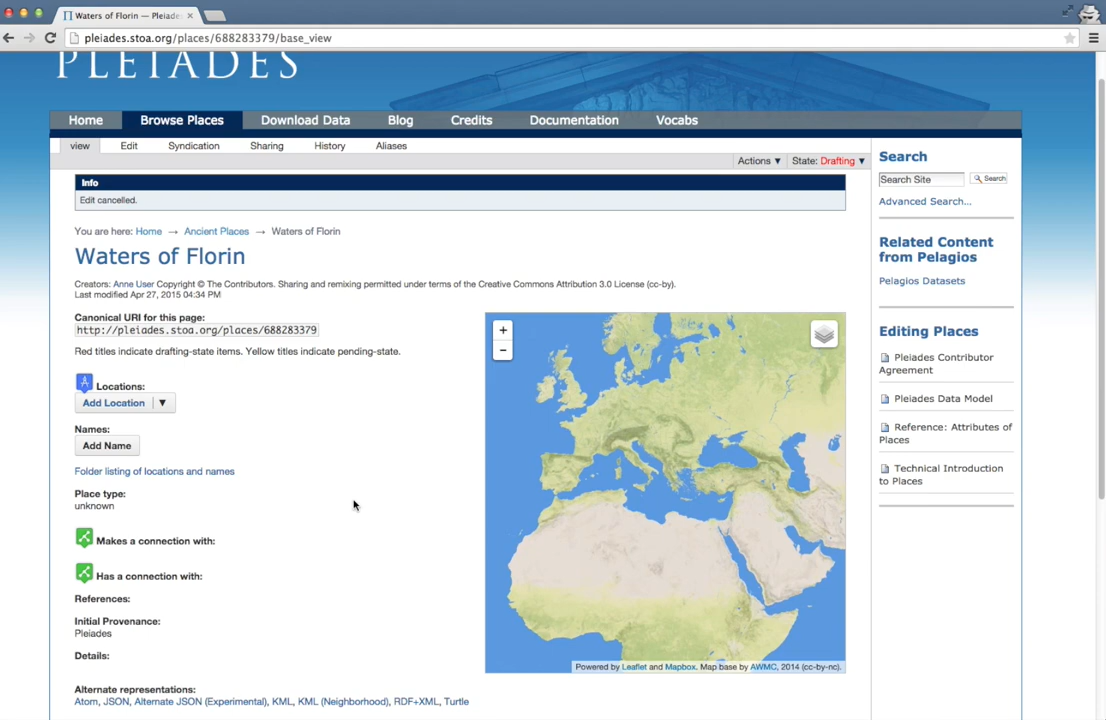 Waters of Florin — Pleiade
pleiades.stoa.org/places/688283379/base_view
PLEIADES
Home Browse Places Download Data Blog Credits Documentation Vocabs
view Edit Syndication Sharing History Aliases
Actions ▼ State: Drafting ▼
Info
Edit cancelled.
You are here: Home → Ancient Places → Waters of Florin
Waters of Florin
Creators: Anne User Copyright © The Contributors. Sharing and remixing permitted under terms of the Creative Commons Attribution 3.0 License (cc-by).
Last modified Apr 27, 2015 04:34 PM
Canonical URI for this page:
http://pleiades.stoa.org/places/688283379
Red titles indicate drafting-state items. Yellow titles indicate pending-state.
Locations:
Add Location ▼
Names:
Add Name
Folder listing of locations and names
Place type:
unknown
Makes a connection with:
Has a connection with:
References:
Initial Provenance:
Pleiades
Details:
Alternate representations:
Atom, JSON, Alternate JSON (Experimental), KML, KML (Neighborhood), RDF+XML, Turtle
+
−
Powered by Leaflet and Mapbox. Map base by AWMC, 2014 (cc-by-nc).
Search
Search Site Search
Advanced Search...
Related Content
from Pelagios
Pelagios Datasets
Editing Places
Pleiades Contributor
Agreement
Pleiades Data Model
Reference: Attributes of
Places
Technical Introduction
to Places